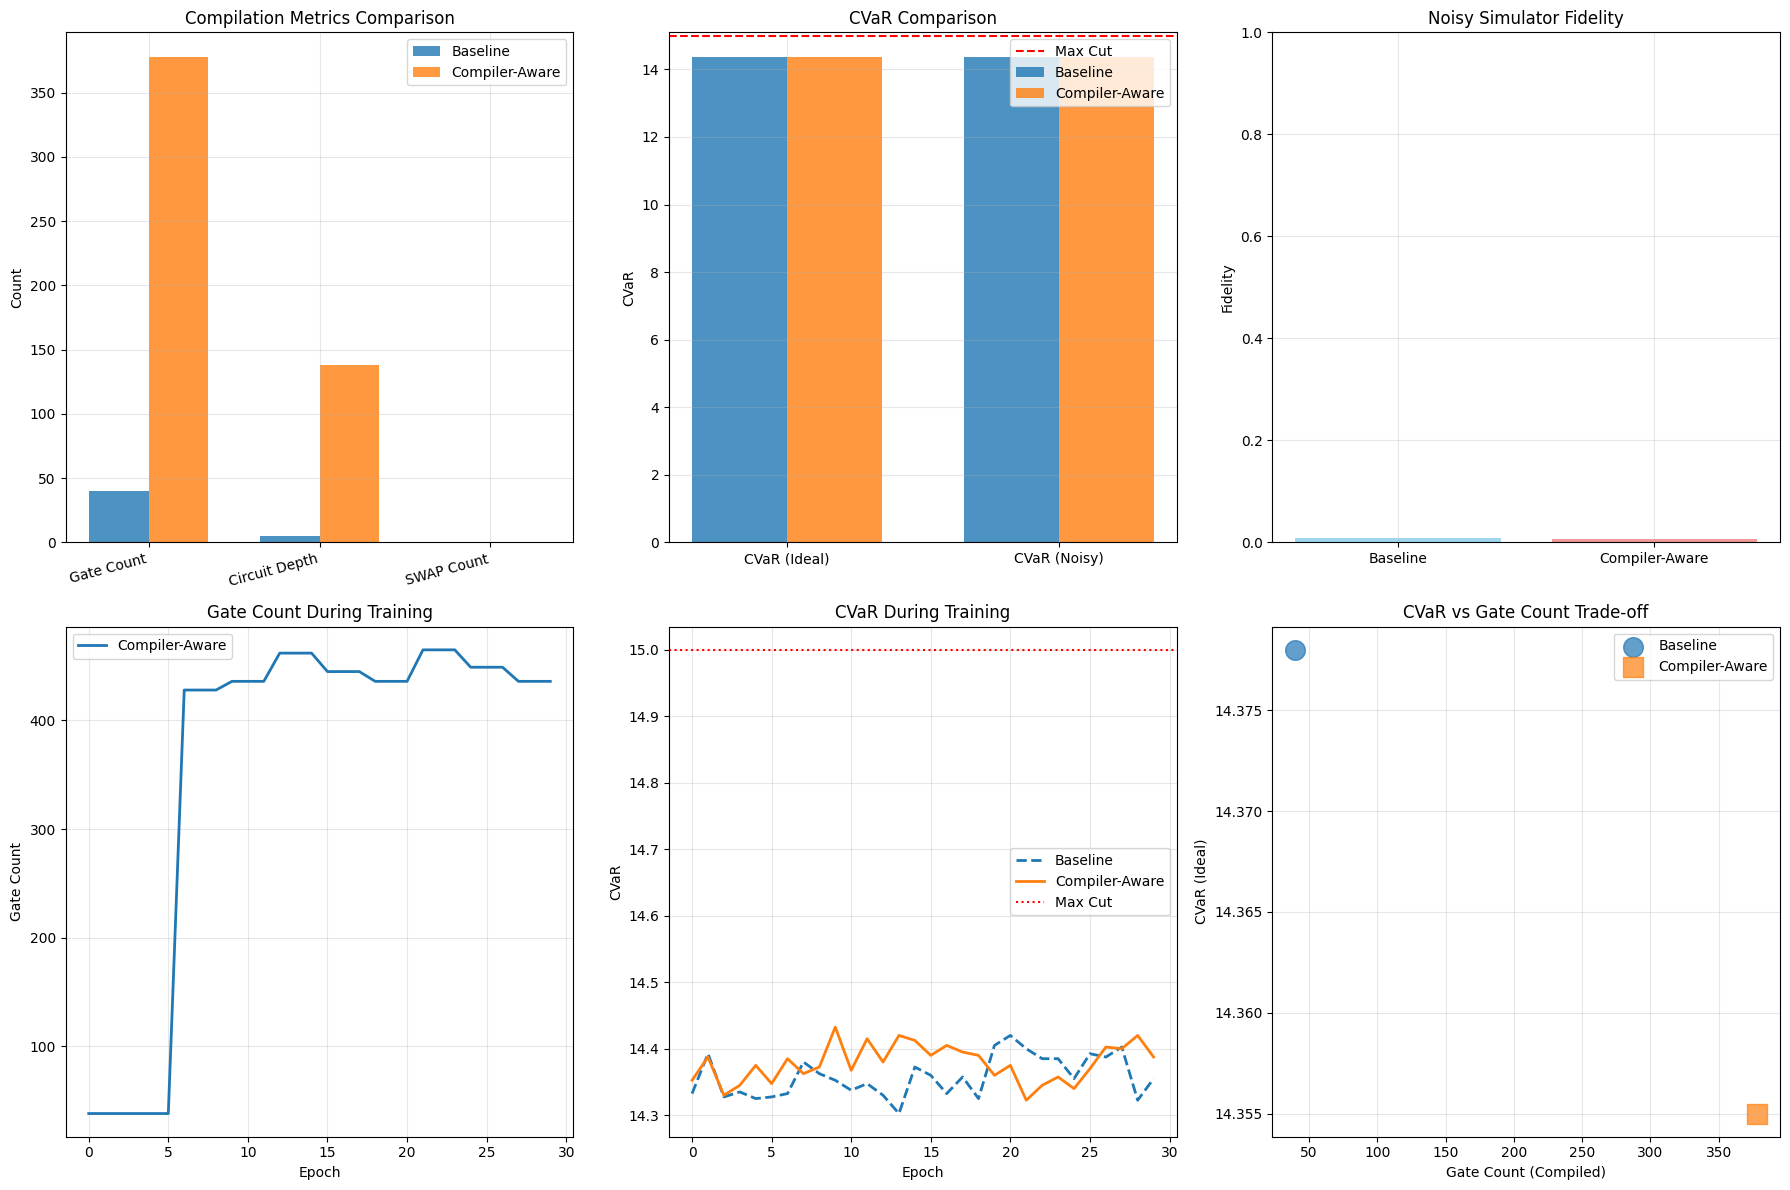 Compilation Metrics Comparison
Baseline
Compiler-Aware
Count
350
300
250
200
150
100
50
0
Gate Count
Circuit Depth
SWAP Count
CVaR Comparison
Max Cut
Baseline
Compiler-Aware
CVaR
14
12
10
8
6
4
2
0
CVaR (Ideal)
CVaR (Noisy)
Noisy Simulator Fidelity
Fidelity
1.0
0.8
0.6
0.4
0.2
0.0
Baseline
Compiler-Aware
Gate Count During Training
Compiler-Aware
Gate Count
400
300
200
100
0 5 10 15 20 25 30
Epoch
CVaR During Training
Baseline
Compiler-Aware
Max Cut
CVaR
15.0
14.9
14.8
14.7
14.6
14.5
14.4
14.3
0 5 10 15 20 25 30
Epoch
CVaR vs Gate Count Trade-off
Baseline
Compiler-Aware
CVaR (Ideal)
14.375
14.370
14.365
14.360
14.355
50 100 150 200 250 300 350
Gate Count (Compiled)